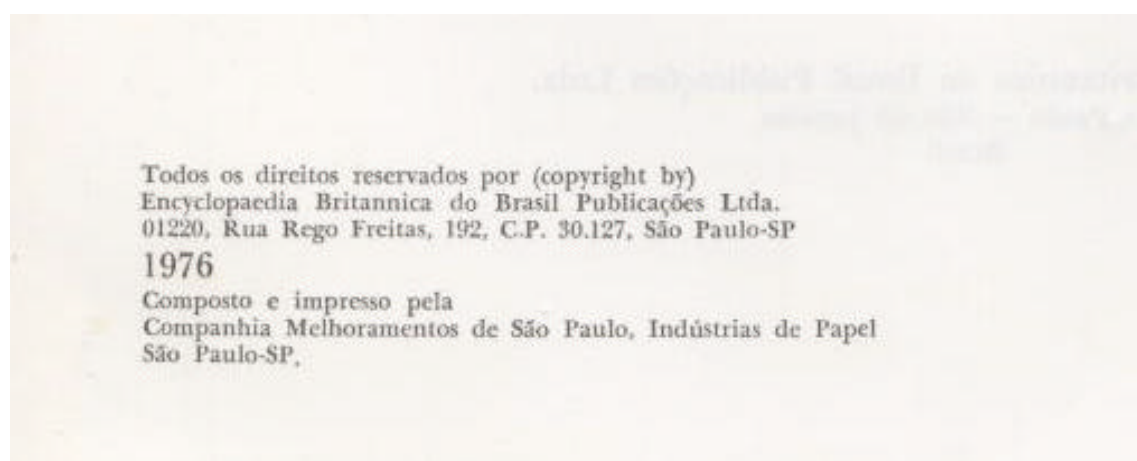 Todos os direitos reservados por (copyright by)
Encyclopaedia Britannica do Brasil Publicações Ltda.
01220, Rua Rego Freitas, 192, C.P. 30.127, São Paulo-SP
1976
Composto e impresso pela
Companhia Melhoramentos de São Paulo, Indústrias de Papel
São Paulo-SP.